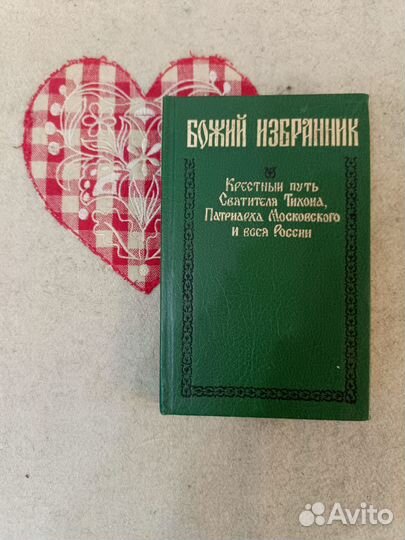 БОЖИЙ ИЗБРАННИК
Крестный путь
Святителя Тихона,
Патриарха Московского
и всея России
Avito